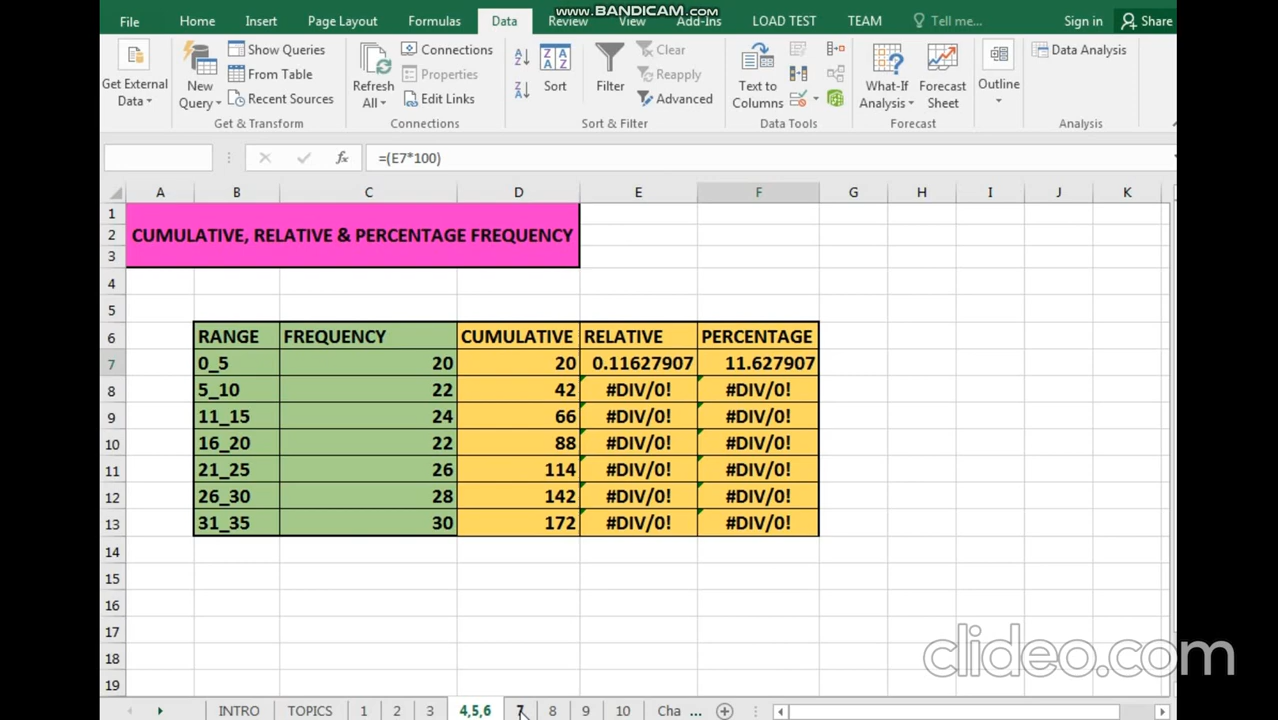 www.BANDICAM.com
File Home Insert Page Layout Formulas Data Review View Add-Ins LOAD TEST TEAM Tell me... Sign in Share
Get External Data
New Query
Show Queries
From Table
Recent Sources
Get & Transform
Refresh All
Connections
Properties
Edit Links
Connections
Sort
Filter
Clear
Reapply
Advanced
Sort & Filter
Text to Columns
Data Tools
What-If Analysis
Forecast Sheet
Forecast
Outline
Data Analysis
Analysis
fx =(E7*100)
A B C D E F G H I J K
1
2 CUMULATIVE, RELATIVE & PERCENTAGE FREQUENCY
3
4
5
6 RANGE FREQUENCY CUMULATIVE RELATIVE PERCENTAGE
7 0_5 20 20 0.11627907 11.627907
8 5_10 22 42 #DIV/0! #DIV/0!
9 11_15 24 66 #DIV/0! #DIV/0!
10 16_20 22 88 #DIV/0! #DIV/0!
11 21_25 26 114 #DIV/0! #DIV/0!
12 26_30 28 142 #DIV/0! #DIV/0!
13 31_35 30 172 #DIV/0! #DIV/0!
14
15
16
17
18
19
clideo.com
INTRO TOPICS 1 2 3 4,5,6 7 8 9 10 Cha ...